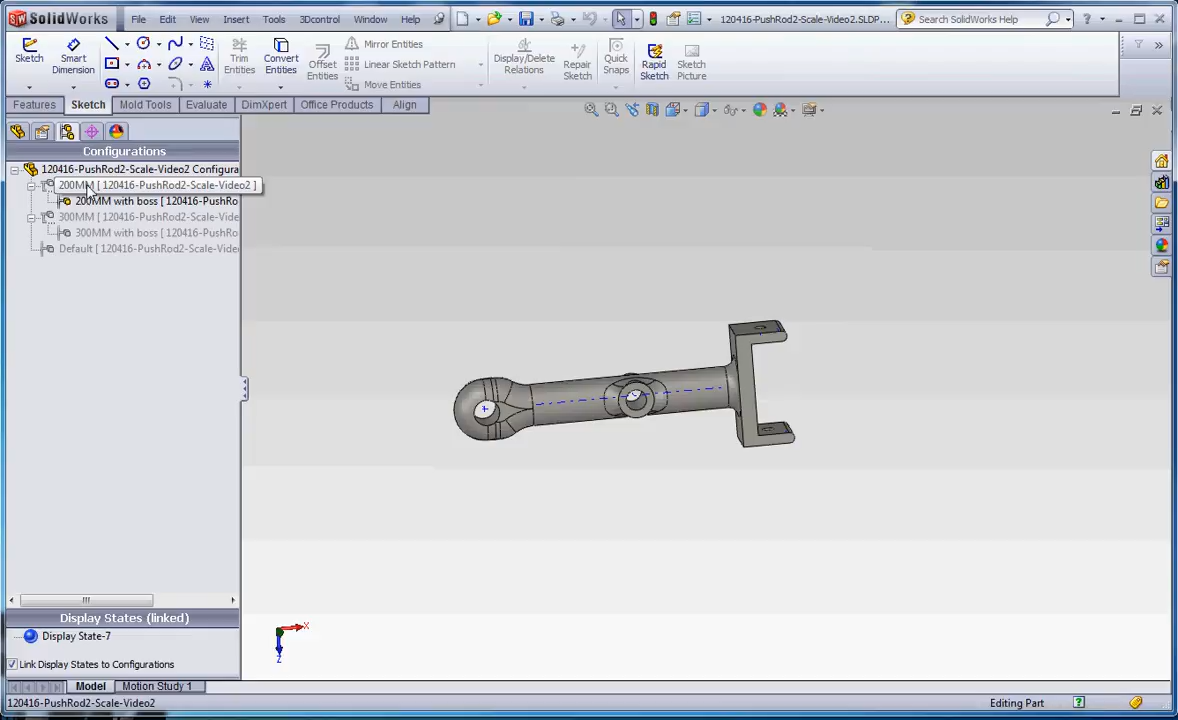 SolidWorks File Edit View Insert Tools 3Dcontrol Window Help 120416-PushRod2-Scale-Video2.SLDP... Search SolidWorks Help
Sketch Smart Dimension Trim Entities Convert Entities Offset Entities Mirror Entities Linear Sketch Pattern Move Entities Display/Delete Relations Repair Sketch Quick Snaps Rapid Sketch Sketch Picture
Features Sketch Mold Tools Evaluate DimXpert Office Products Align
Configurations
120416-PushRod2-Scale-Video2 Configura
200MM [ 120416-PushRod2-Scale-Video2 ]
200MM with boss [ 120416-PushRo
300MM [ 120416-PushRod2-Scale-Vide
300MM with boss [ 120416-PushRo
Default [ 120416-PushRod2-Scale-Vide
X
Z
Display States (linked)
Display State-7
Link Display States to Configurations
Model Motion Study 1
120416-PushRod2-Scale-Video2 Editing Part